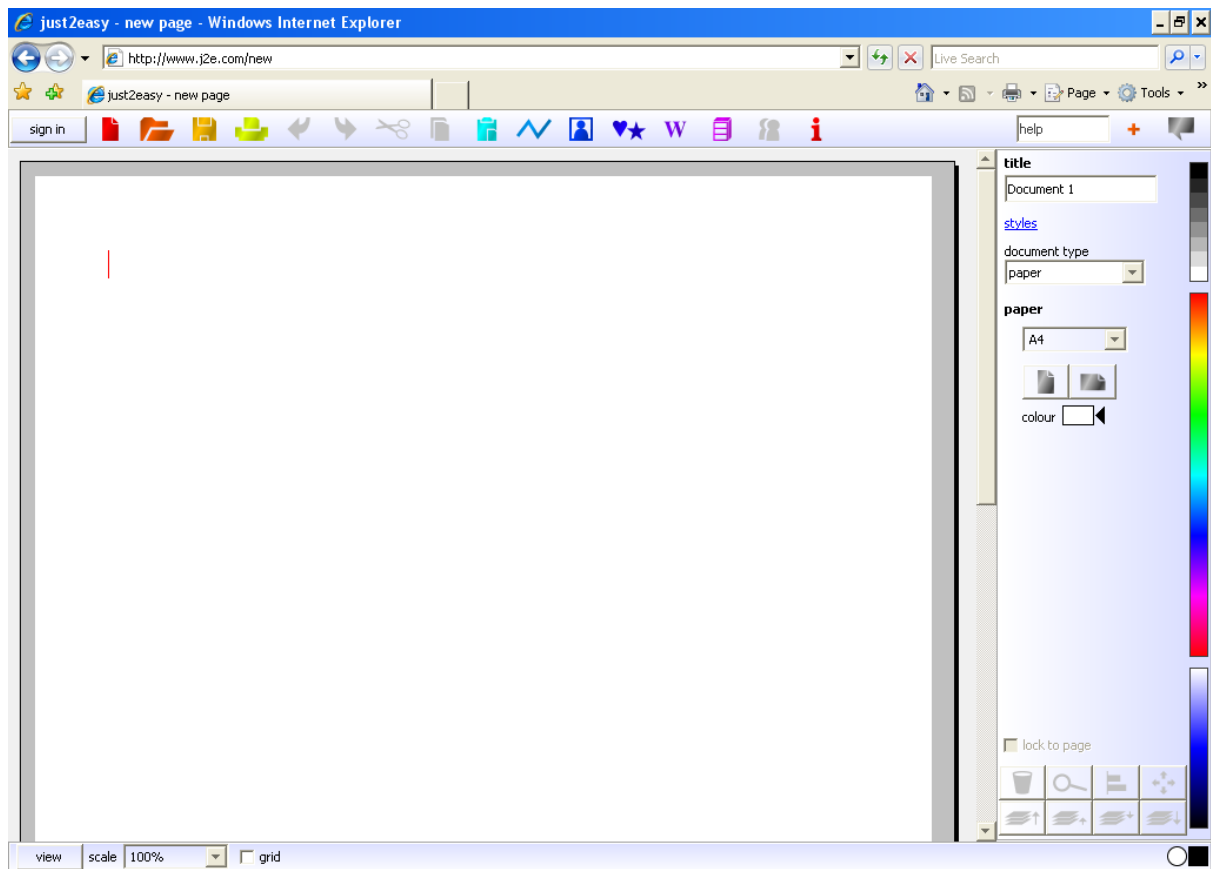 just2easy - new page - Windows Internet Explorer
http://www.j2e.com/new
Live Search
just2easy - new page
Page
Tools
sign in
W
i
help
title
Document 1
styles
document type
paper
paper
A4
colour
lock to page
view
scale
100%
grid